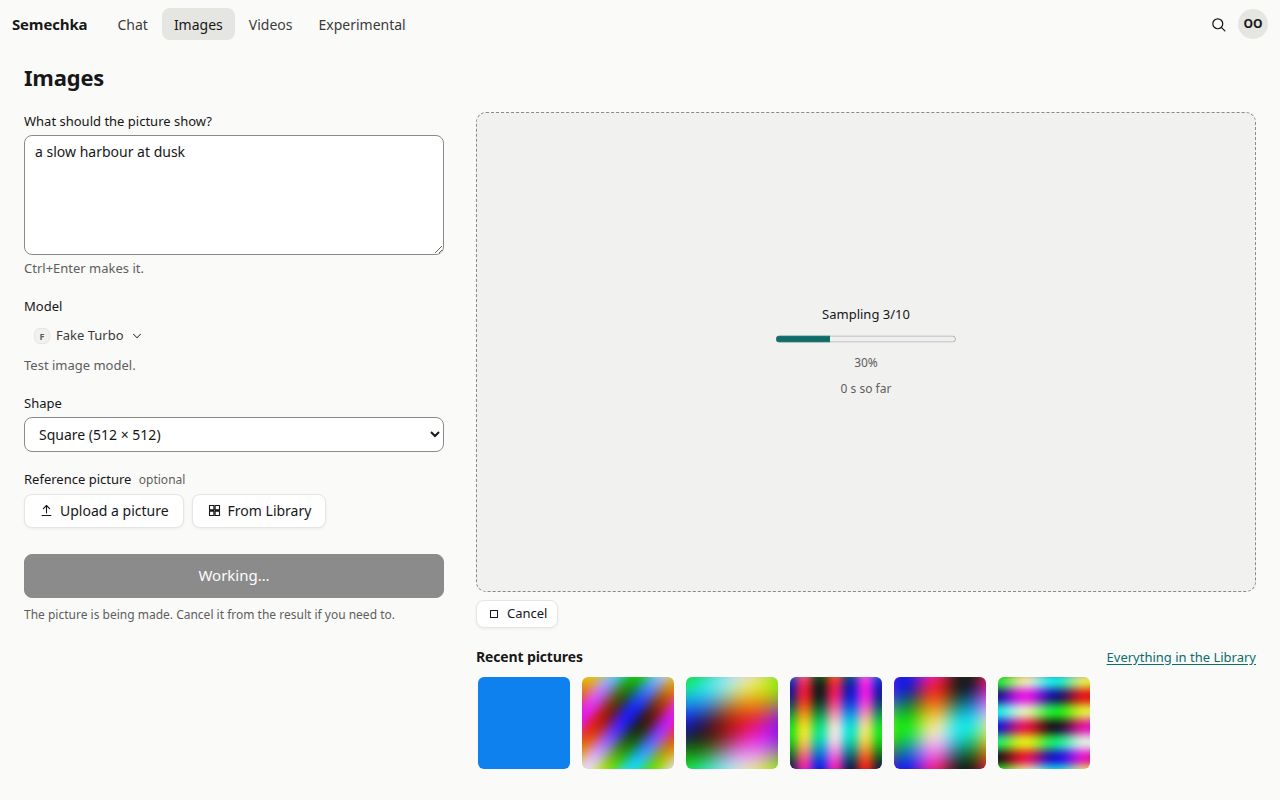 Semechka
Chat
Images
Videos
Experimental
OO
Images
What should the picture show?
a slow harbour at dusk
Ctrl+Enter makes it.
Model
F
Fake Turbo
Test image model.
Shape
Square (512 × 512)
Reference picture optional
Upload a picture
From Library
Working...
The picture is being made. Cancel it from the result if you need to.
Sampling 3/10
30%
0 s so far
Cancel
Recent pictures
Everything in the Library